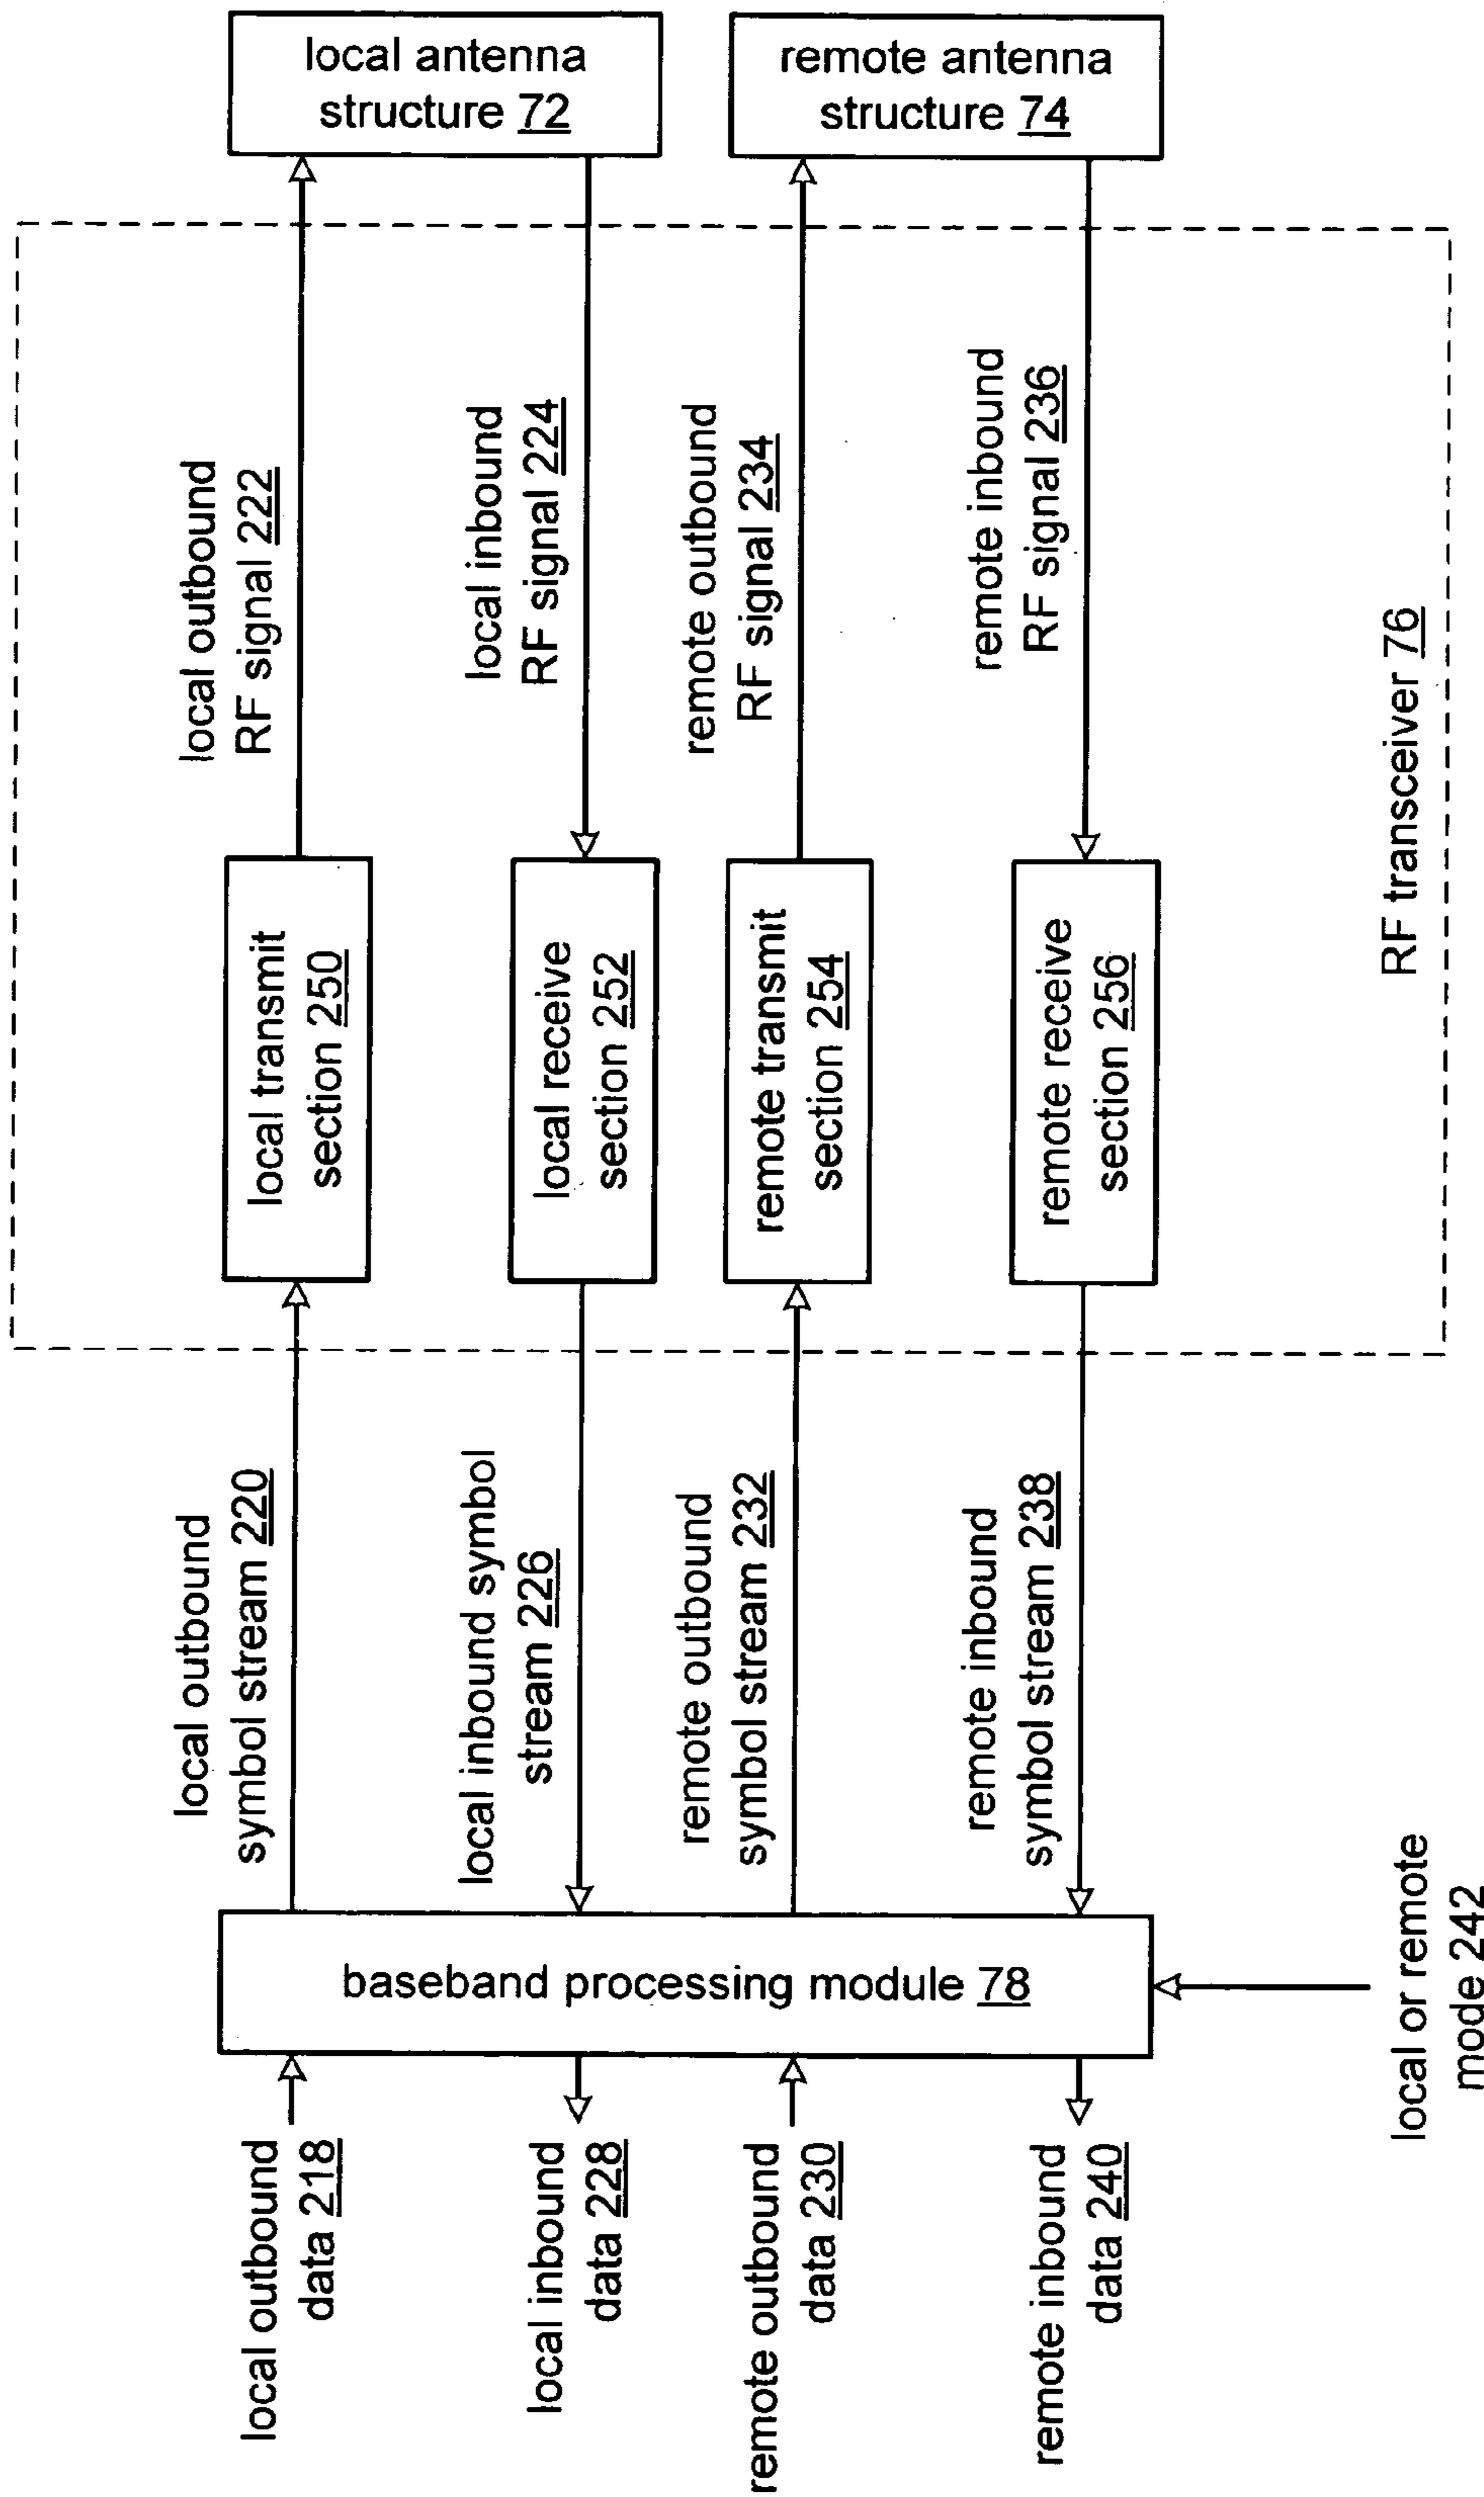 local antenna
structure 72
remote antenna
structure 74
local outbound
RF signal 222
local inbound
RF signal 224
remote outbound
RF signal 234
remote inbound
RF signal 236
RF transceiver 76
local transmit
section 250
local receive
section 252
remote transmit
section 254
remote receive
section 256
local outbound
symbol stream 220
local inbound symbol
stream 226
remote outbound
symbol stream 232
remote inbound
symbol stream 238
baseband processing module 78
local outbound
data 218
local inbound
data 228
remote outbound
data 230
remote inbound
data 240
local or remote
mode 242